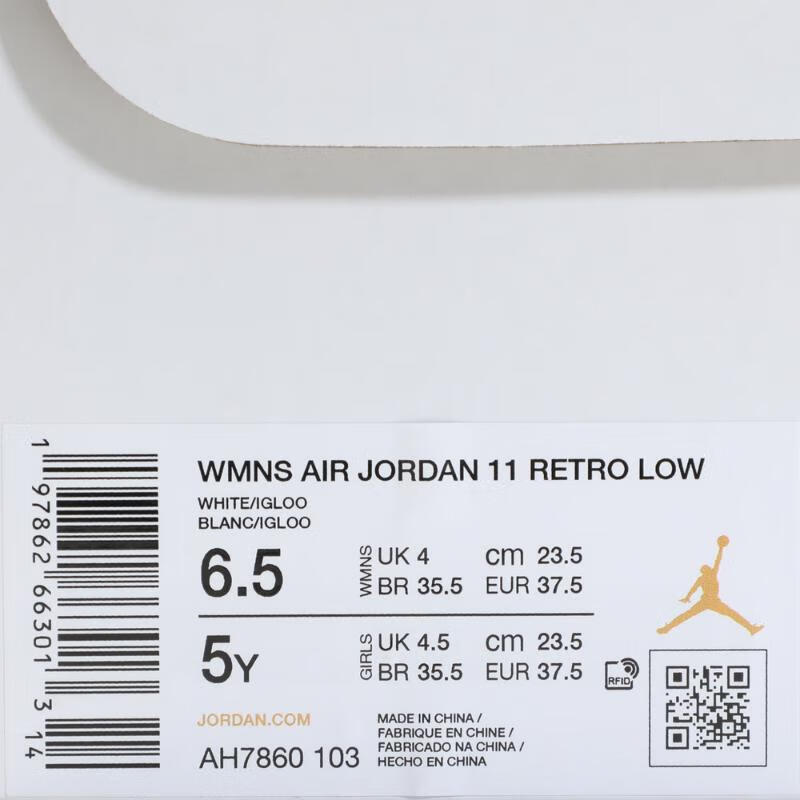 WMNS AIR JORDAN 11 RETRO LOW
WHITE/IGLOO
BLANC/IGLOO
6.5
WMNS
UK 4 cm 23.5
BR 35.5 EUR 37.5
5Y
GIRLS
UK 4.5 cm 23.5
BR 35.5 EUR 37.5
RFID
JORDAN.COM
AH7860 103
MADE IN CHINA /
FABRIQUE EN CHINE /
FABRICADO NA CHINA /
HECHO EN CHINA
1 97862 66301 3 14